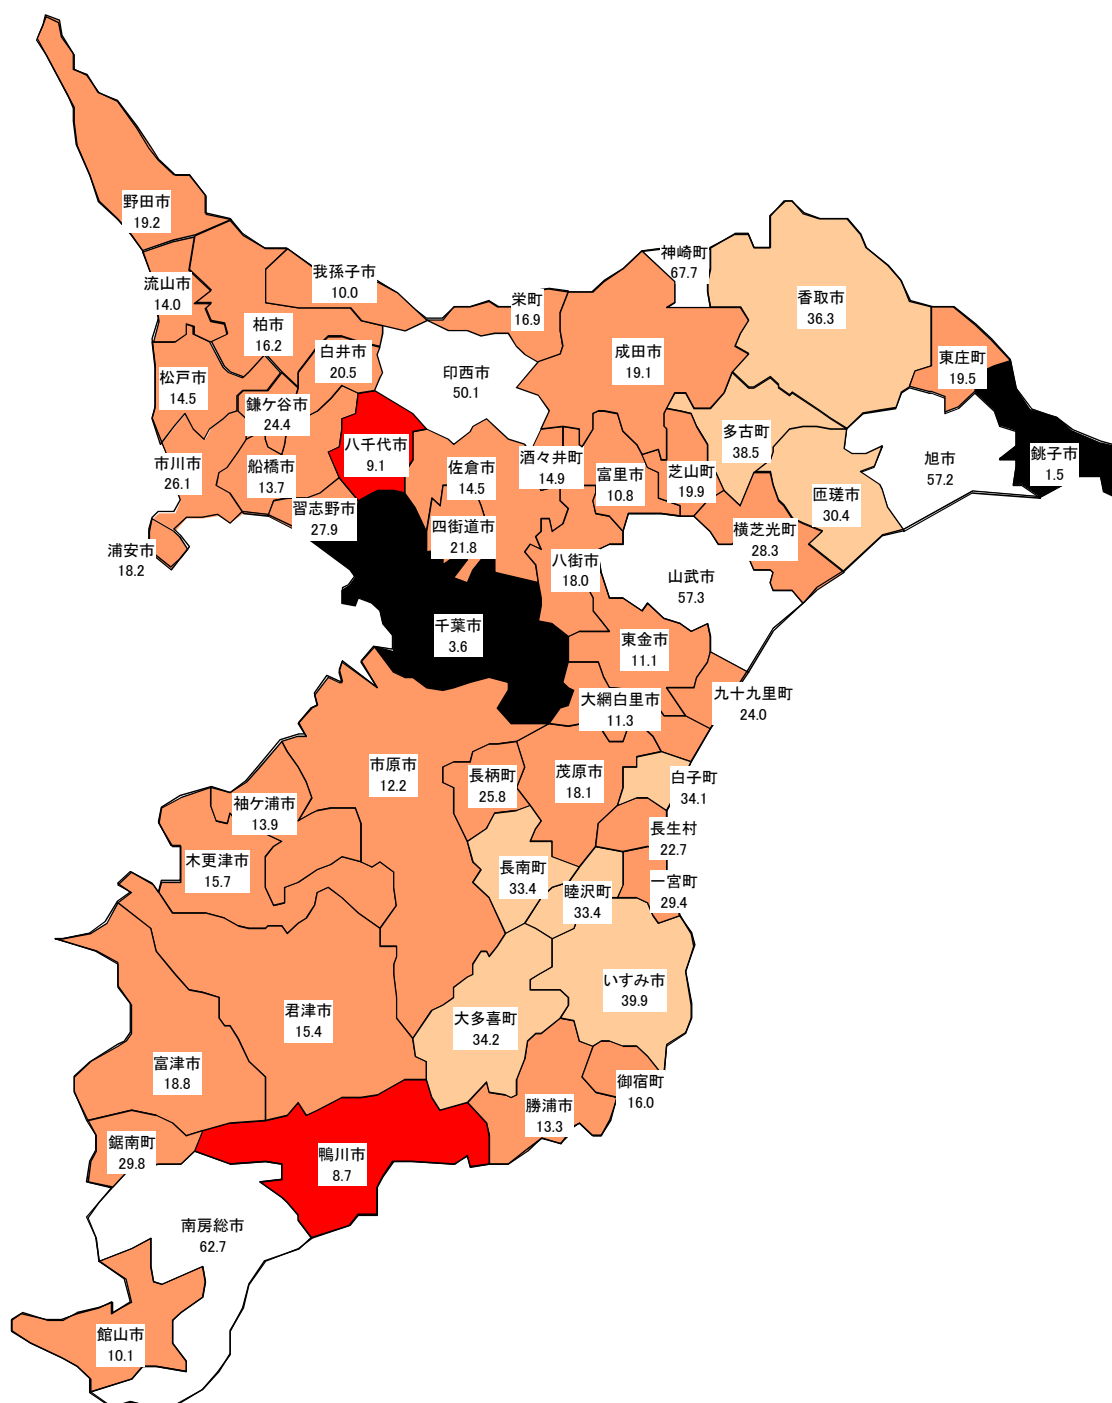 野田市
19.2
流山市
14.0
我孫子市
10.0
柏市
16.2
松戸市
14.5
白井市
20.5
鎌ケ谷市
24.4
市川市
26.1
船橋市
13.7
習志野市
27.9
浦安市
18.2
八千代市
9.1
印西市
50.1
栄町
16.9
成田市
19.1
神崎町
67.7
香取市
36.3
東庄町
19.5
銚子市
1.5
旭市
57.2
匝瑳市
30.4
多古町
38.5
芝山町
19.9
富里市
10.8
酒々井町
14.9
佐倉市
14.5
四街道市
21.8
八街市
18.0
横芝光町
28.3
山武市
57.3
千葉市
3.6
東金市
11.1
大網白里市
11.3
九十九里町
24.0
市原市
12.2
長柄町
25.8
茂原市
18.1
白子町
34.1
長生村
22.7
一宮町
29.4
睦沢町
33.4
長南町
33.4
袖ケ浦市
13.9
木更津市
15.7
君津市
15.4
富津市
18.8
大多喜町
34.2
いすみ市
39.9
御宿町
16.0
勝浦市
13.3
鴨川市
8.7
鋸南町
29.8
南房総市
62.7
館山市
10.1